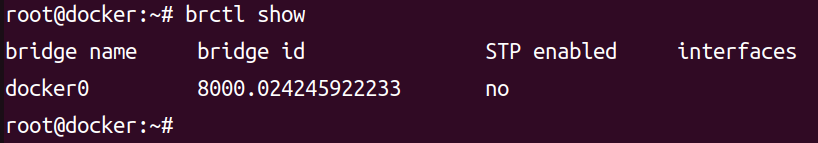 root@docker:~# brctl show
bridge name bridge id STP enabled interfaces
docker0 8000.024245922233 no
root@docker:~#